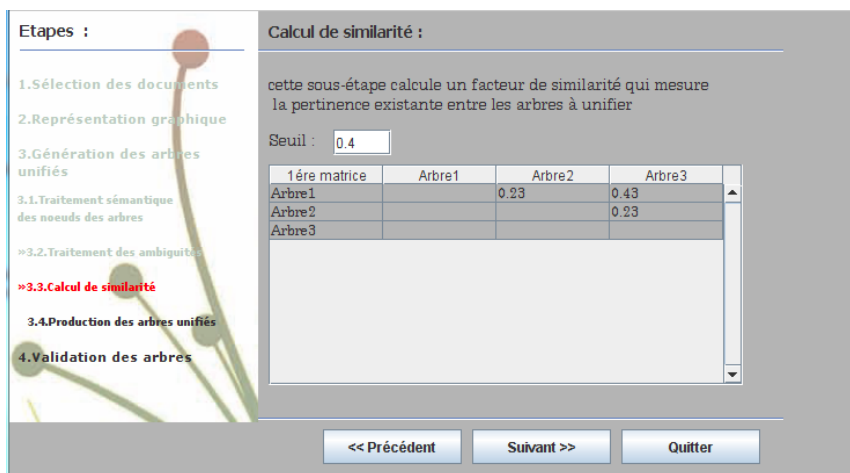 Etapes :
1.Sélection des documents
2.Représentation graphique
3.Génération des arbres
unifiés
3.1.Traitement sémantique
des noeuds des arbres
»3.2.Traitement des ambiguités
»3.3.Calcul de similarité
3.4.Production des arbres unifiés
4.Validation des arbres
Calcul de similarité :
cette sous-étape calcule un facteur de similarité qui mesure
la pertinence existante entre les arbres à unifier
Seuil : 0.4
1ére matrice Arbre1 Arbre2 Arbre3
Arbre1 0.23 0.43
Arbre2 0.23
Arbre3
<< Précédent Suivant >> Quitter